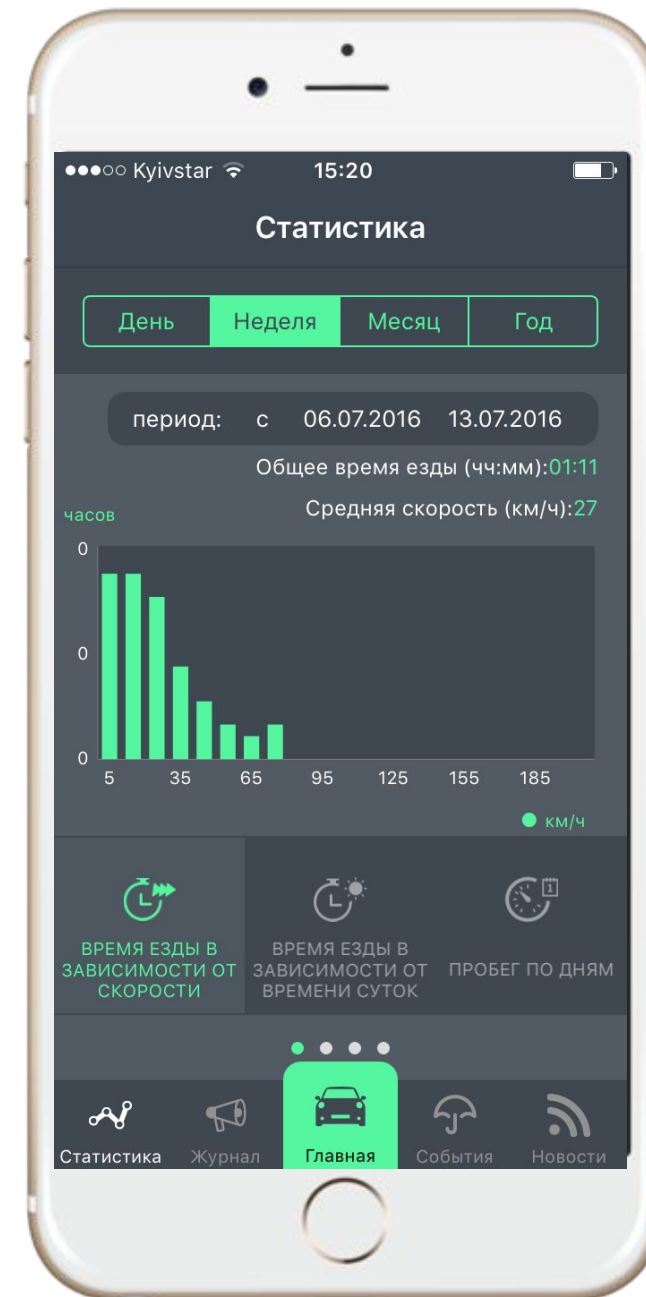 Kyivstar 15:20
Статистика
День Неделя Месяц Год
период: с 06.07.2016 13.07.2016
Общее время езды (чч:мм):01:11
Средняя скорость (км/ч):27
часов
0
0
0
5 35 65 95 125 155 185
км/ч
ВРЕМЯ ЕЗДЫ В
ЗАВИСИМОСТИ ОТ
СКОРОСТИ
ВРЕМЯ ЕЗДЫ В
ЗАВИСИМОСТИ ОТ
ВРЕМЕНИ СУТОК
1
ПРОБЕГ ПО ДНЯМ
Статистика Журнал Главная События Новости